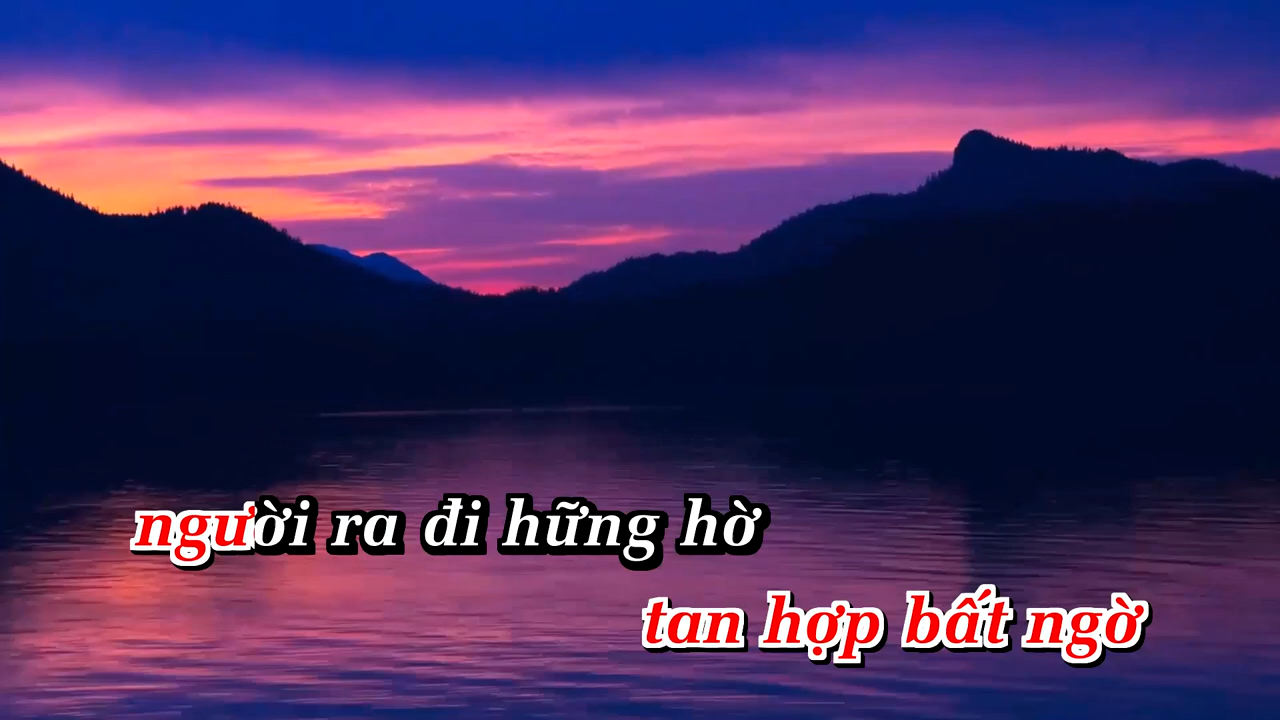 người ra đi hững hờ
tan hợp bất ngờ